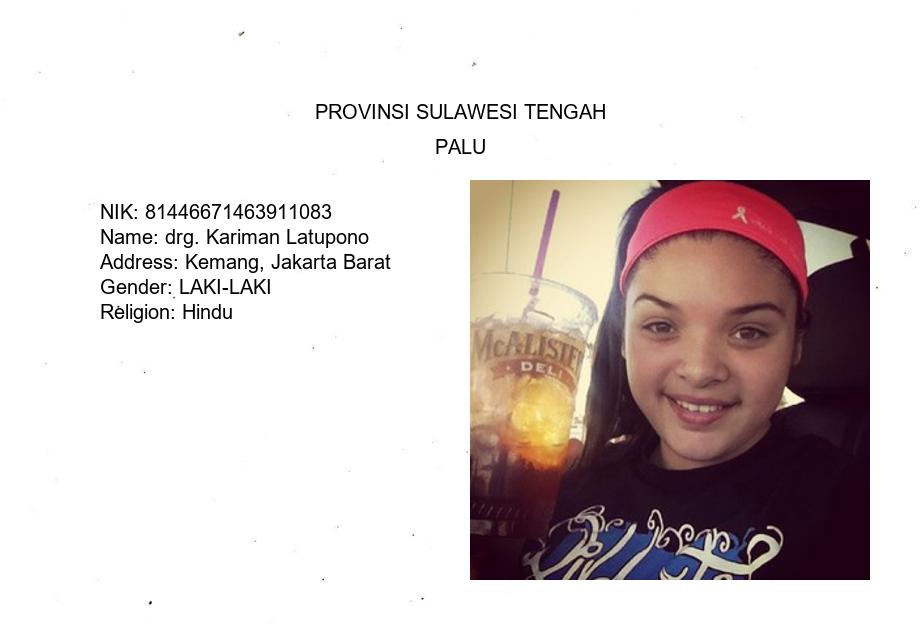 PROVINSI SULAWESI TENGAH
PALU
NIK: 81446671463911083
Name: drg. Kariman Latupono
Address: Kemang, Jakarta Barat
Gender: LAKI-LAKI
Religion: Hindu
McALISTE
DELI